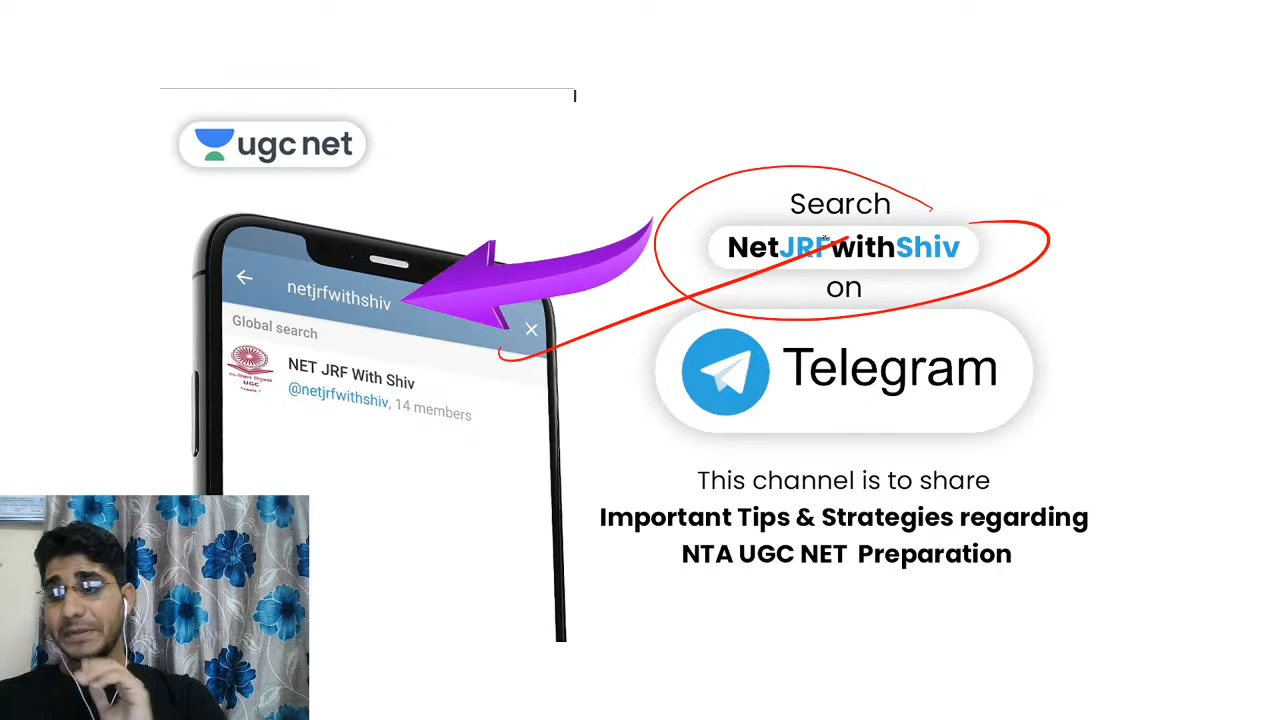 ugc net
Search
NetJRFwithShiv
on
Telegram
This channel is to share
Important Tips & Strategies regarding
NTA UGC NET Preparation
netjrfwithshiv
Global search
NET JRF With Shiv
@netjrfwithshiv, 14 members
UGC